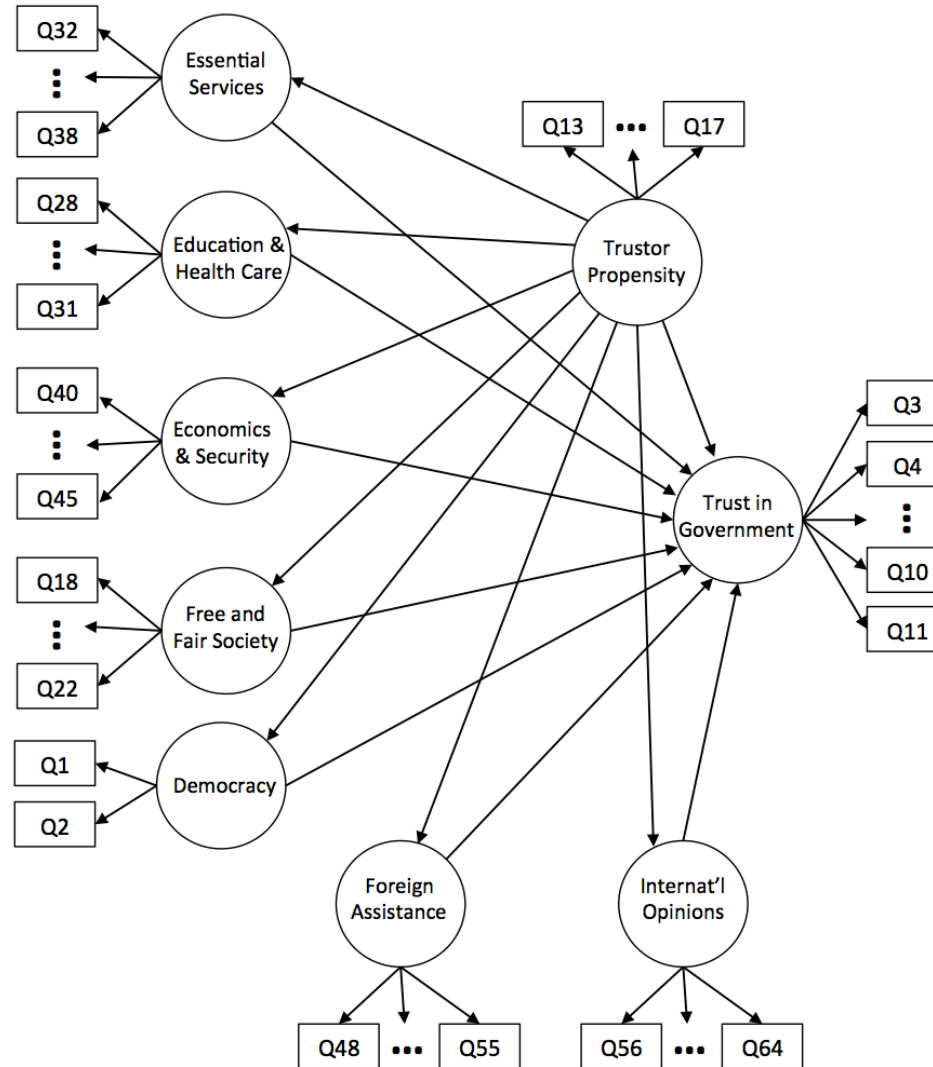 Q32
Essential
Services
Q38
Q13
Q17
Q28
Education &
Health Care
Q31
Trustor
Propensity
Q40
Economics
& Security
Q45
Q3
Q4
Trust in
Government
Q10
Q11
Q18
Free and
Fair Society
Q22
Q1
Democracy
Q2
Foreign
Assistance
Internat'l
Opinions
Q48
Q55
Q56
Q64